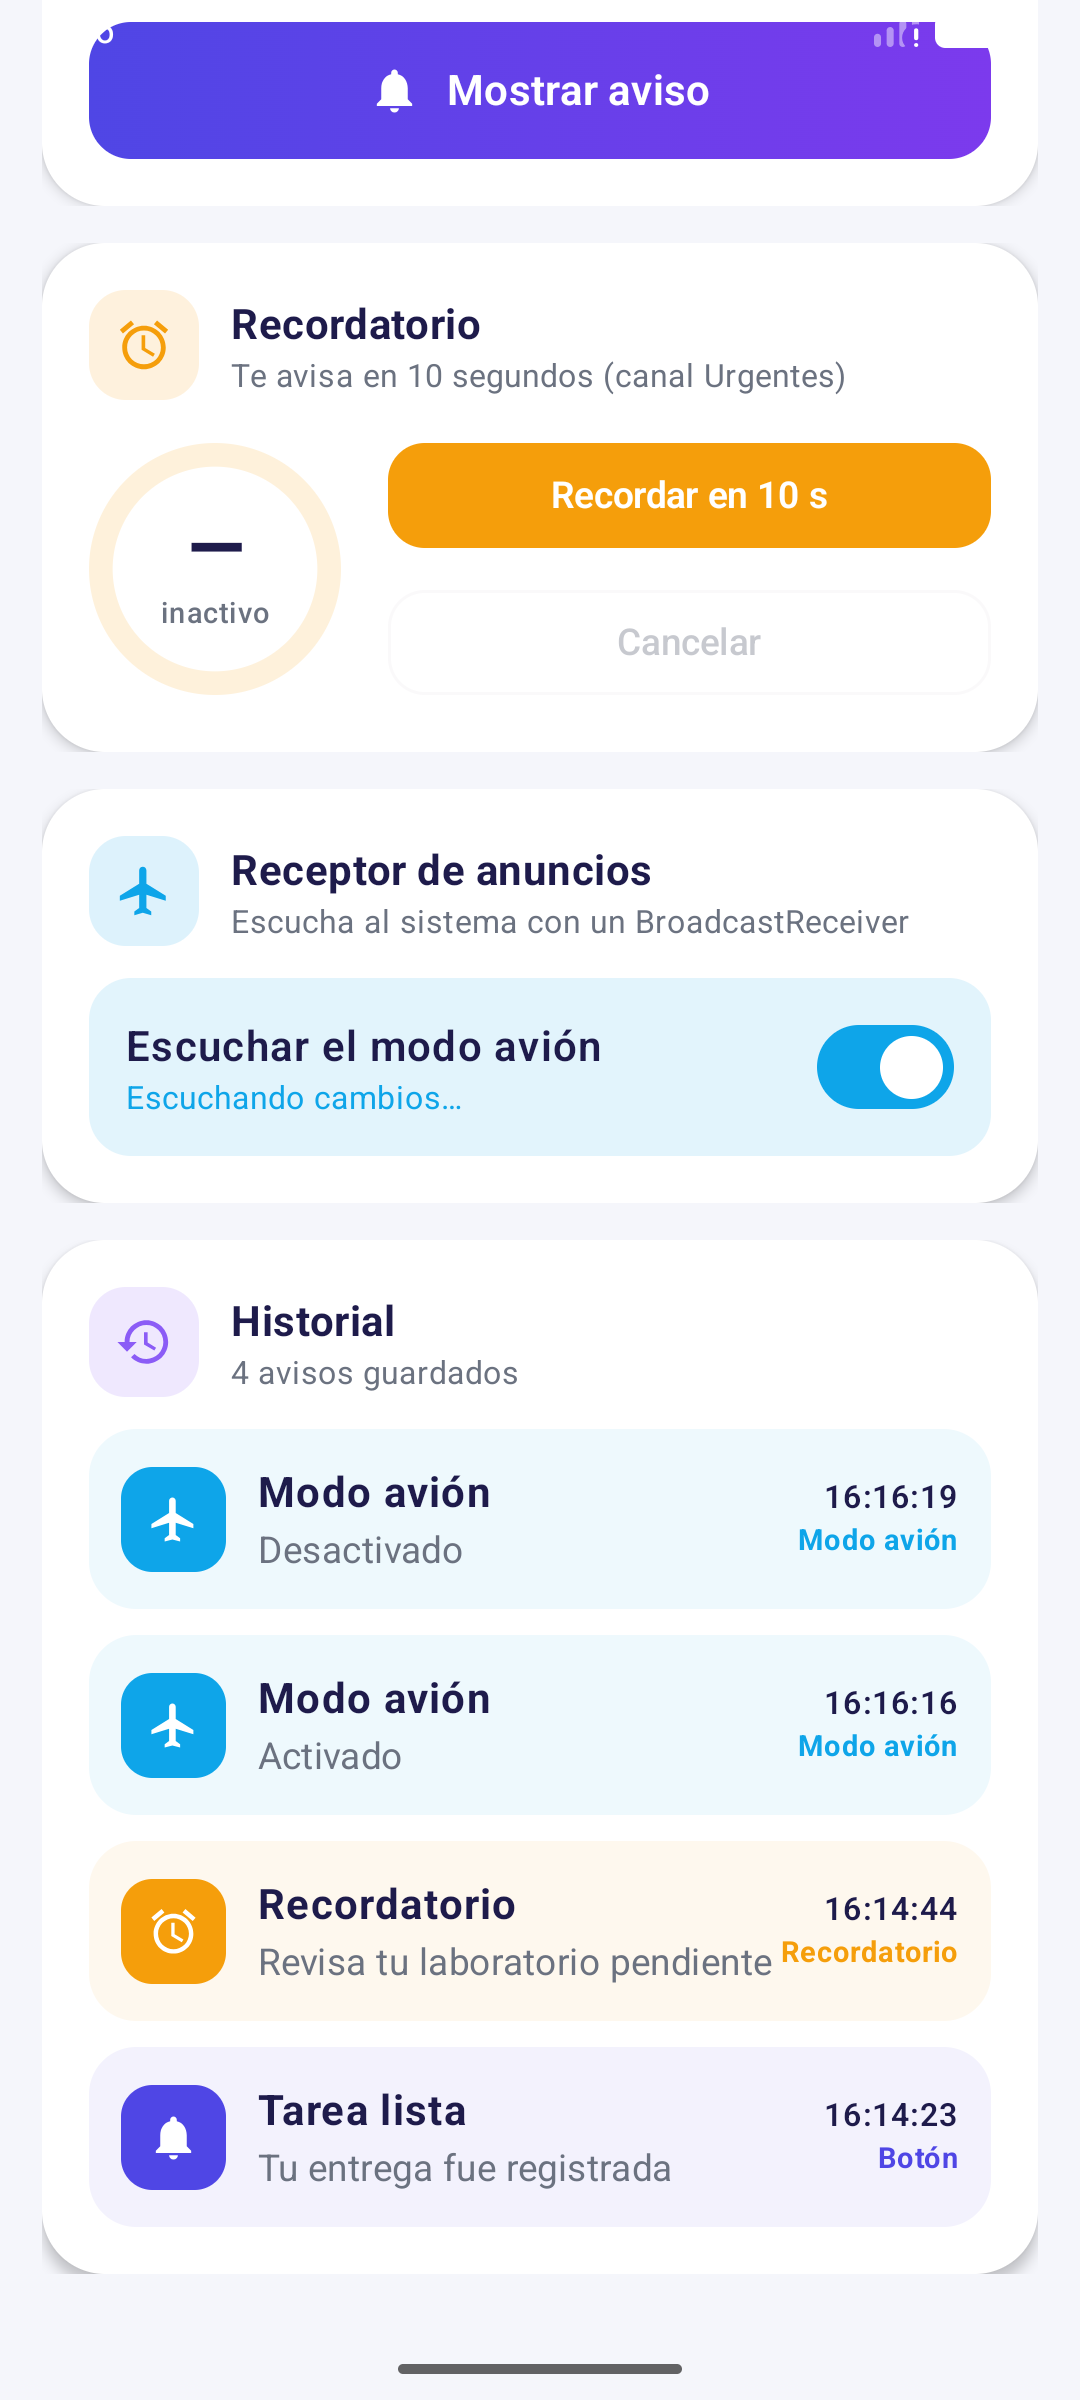 Mostrar aviso
Recordatorio
Te avisa en 10 segundos (canal Urgentes)
–
inactivo
Recordar en 10 s
Cancelar
Receptor de anuncios
Escucha al sistema con un BroadcastReceiver
Escuchar el modo avión
Escuchando cambios...
Historial
4 avisos guardados
Modo avión
16:16:19
Desactivado
Modo avión
Modo avión
16:16:16
Activado
Modo avión
Recordatorio
16:14:44
Revisa tu laboratorio pendiente
Recordatorio
Tarea lista
16:14:23
Tu entrega fue registrada
Botón